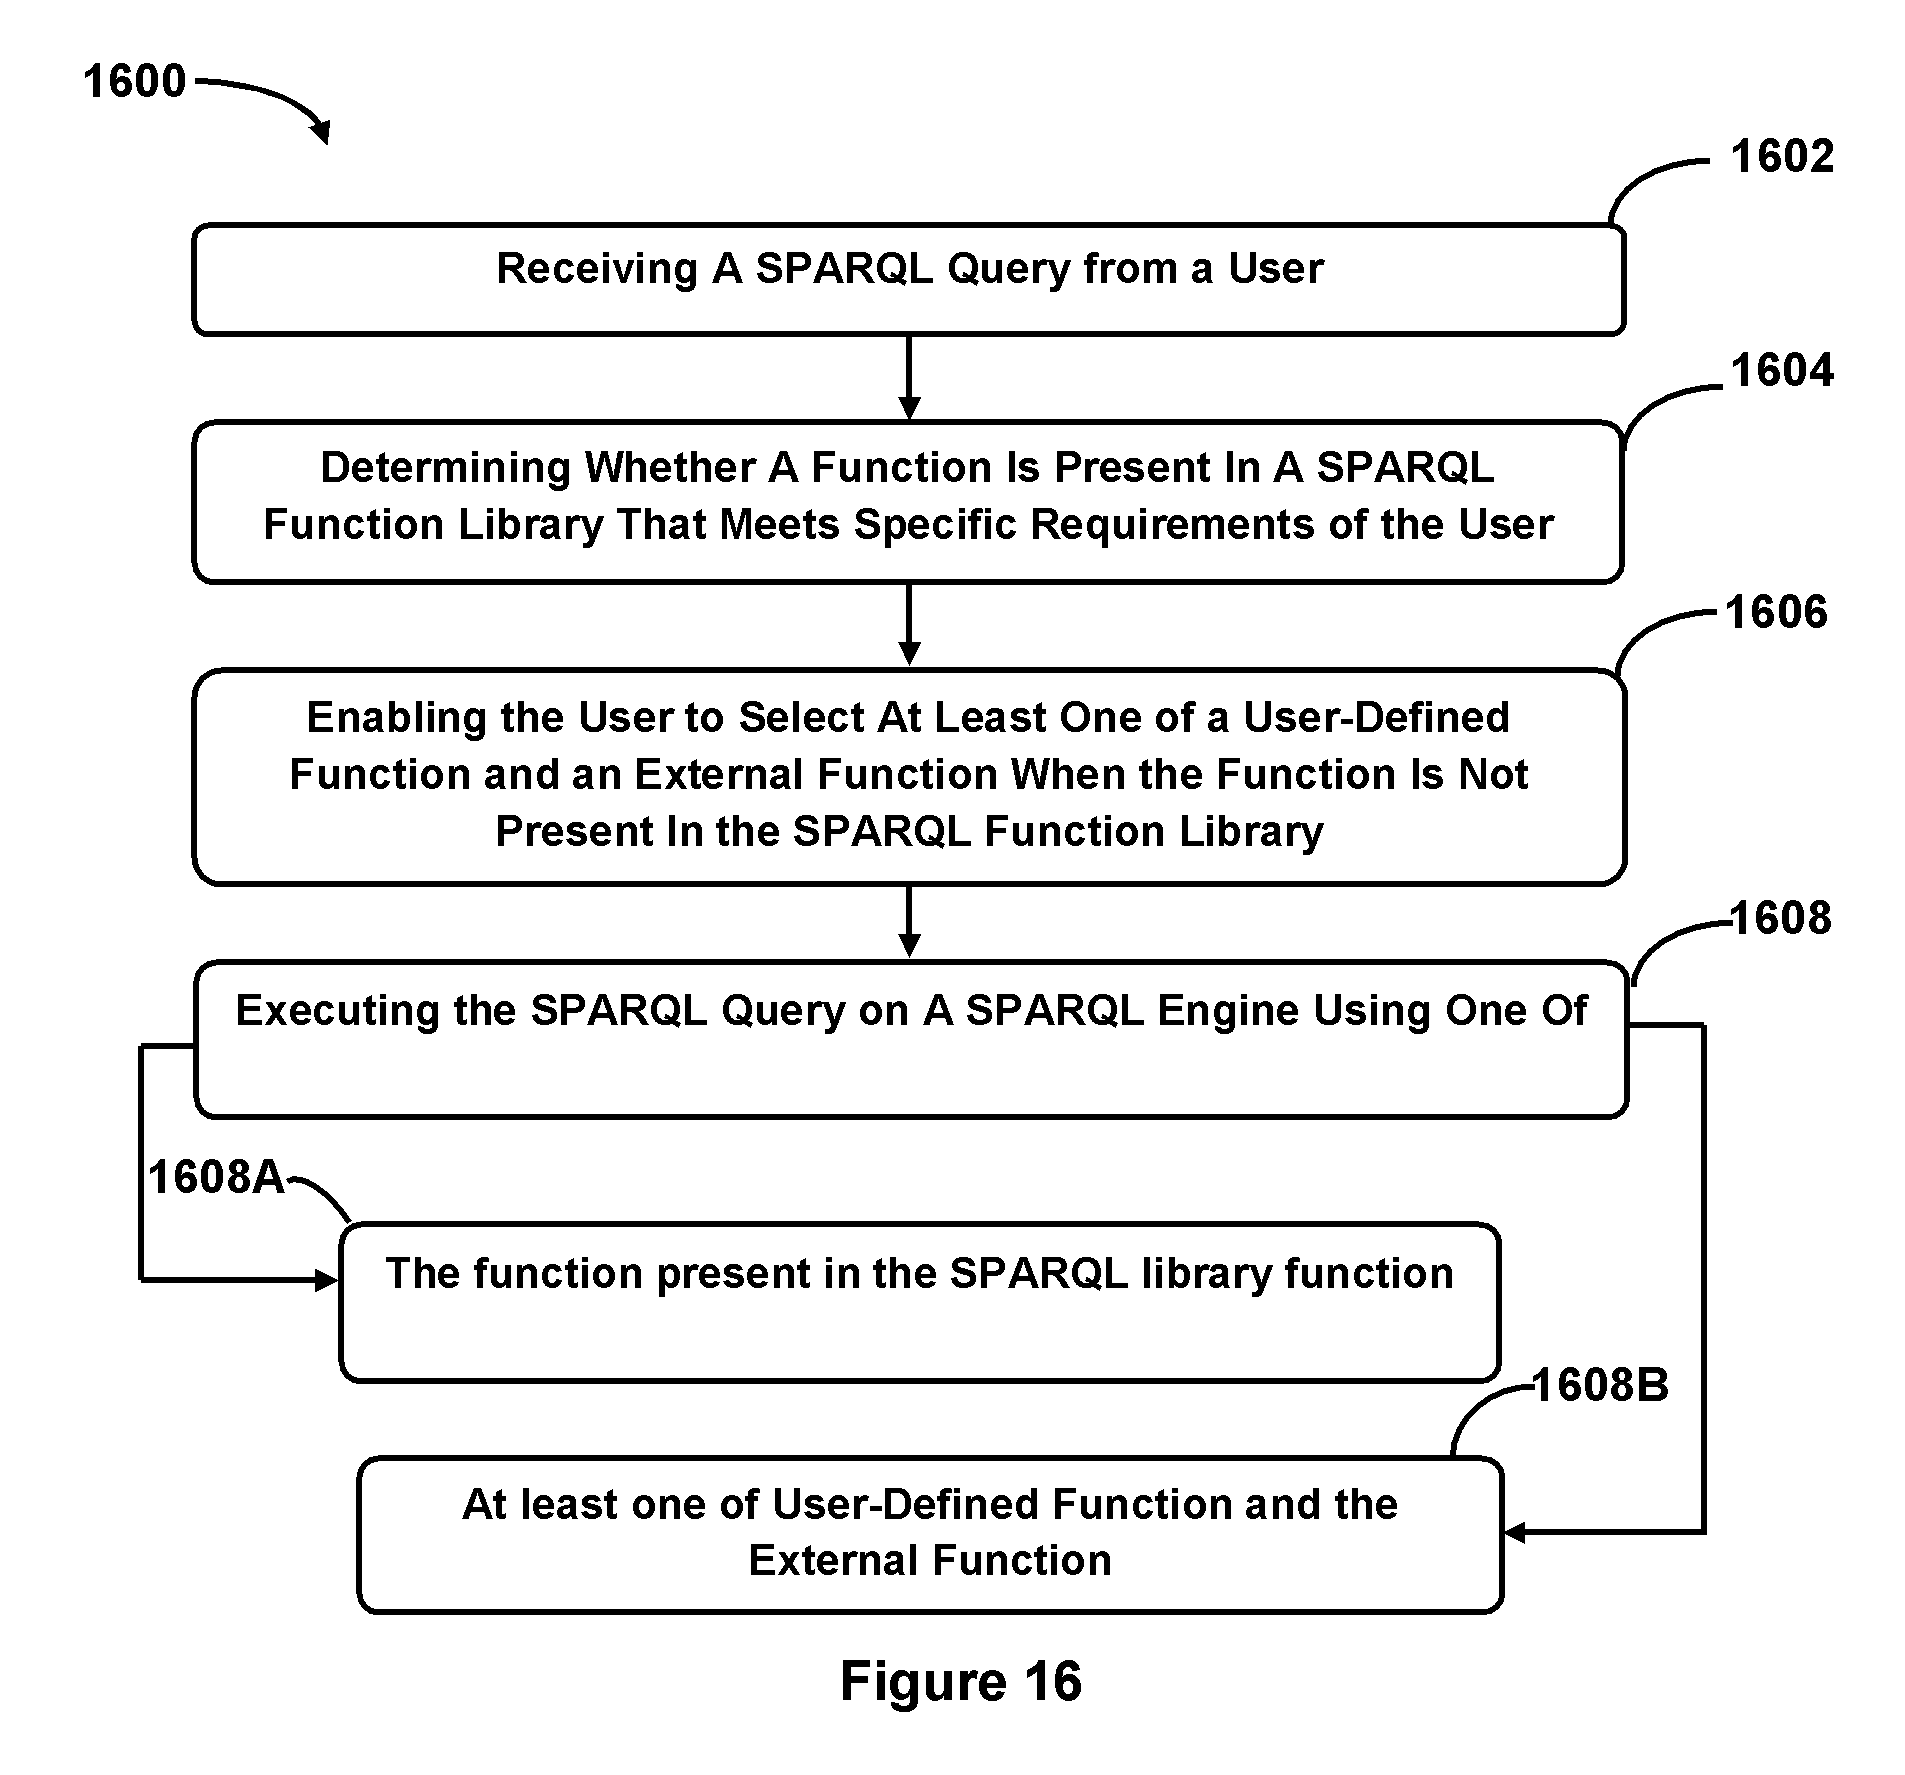 1600
1602
Receiving A SPARQL Query from a User
1604
Determining Whether A Function Is Present In A SPARQL
Function Library That Meets Specific Requirements of the User
1606
Enabling the User to Select At Least One of a User-Defined
Function and an External Function When the Function Is Not
Present In the SPARQL Function Library
1608
Executing the SPARQL Query on A SPARQL Engine Using One Of
1608A
The function present in the SPARQL library function
1608B
At least one of User-Defined Function and the
External Function
Figure 16